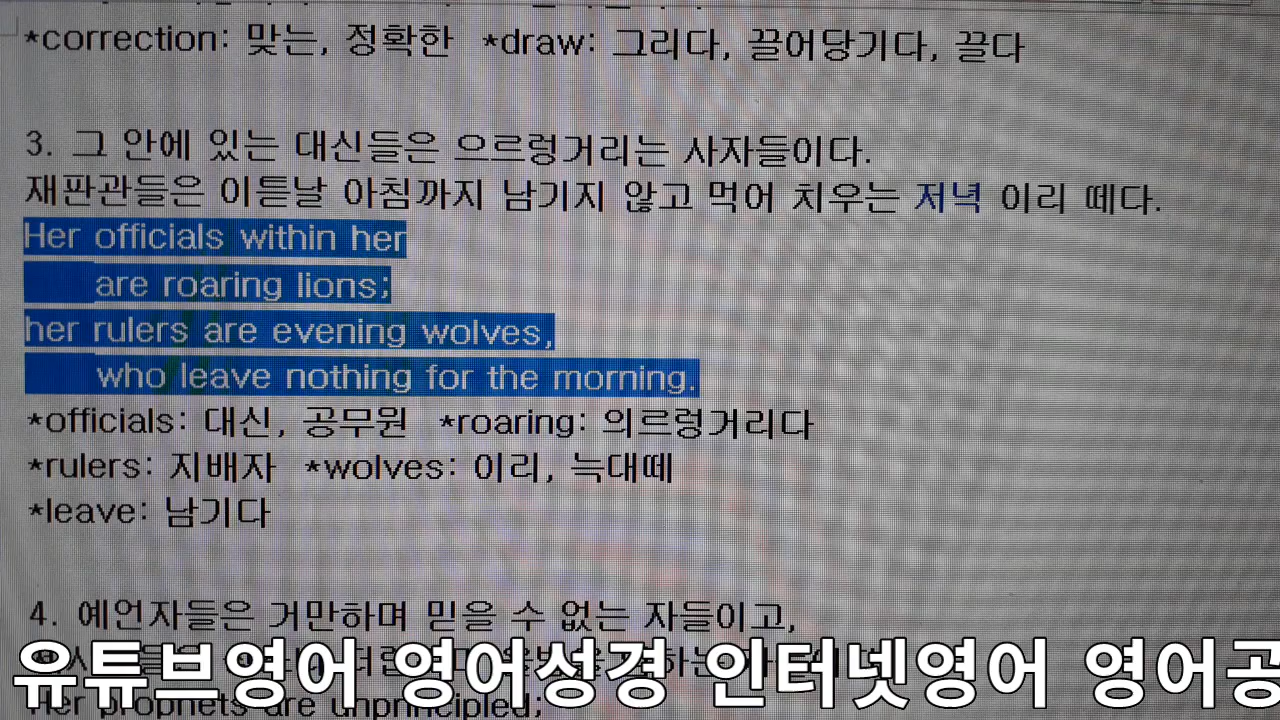 *correction: 맞는, 정확한 *draw: 그리다, 끌어당기다, 끌다
3. 그 안에 있는 대신들은 으르렁거리는 사자들이다.
재판관들은 이튿날 아침까지 남기지 않고 먹어 치우는 저녁 이리 떼다.
Her officials within her
are roaring lions;
her rulers are evening wolves,
who leave nothing for the morning.
*officials: 대신, 공무원 *roaring: 의르렁거리다
*rulers: 지배자 *wolves: 이리, 늑대떼
*leave: 남기다
4. 예언자들은 거만하며 믿을 수 없는 자들이고,
유튜브영어 영어성경 인터넷영어 영어공
Her prophets are unprincipled;